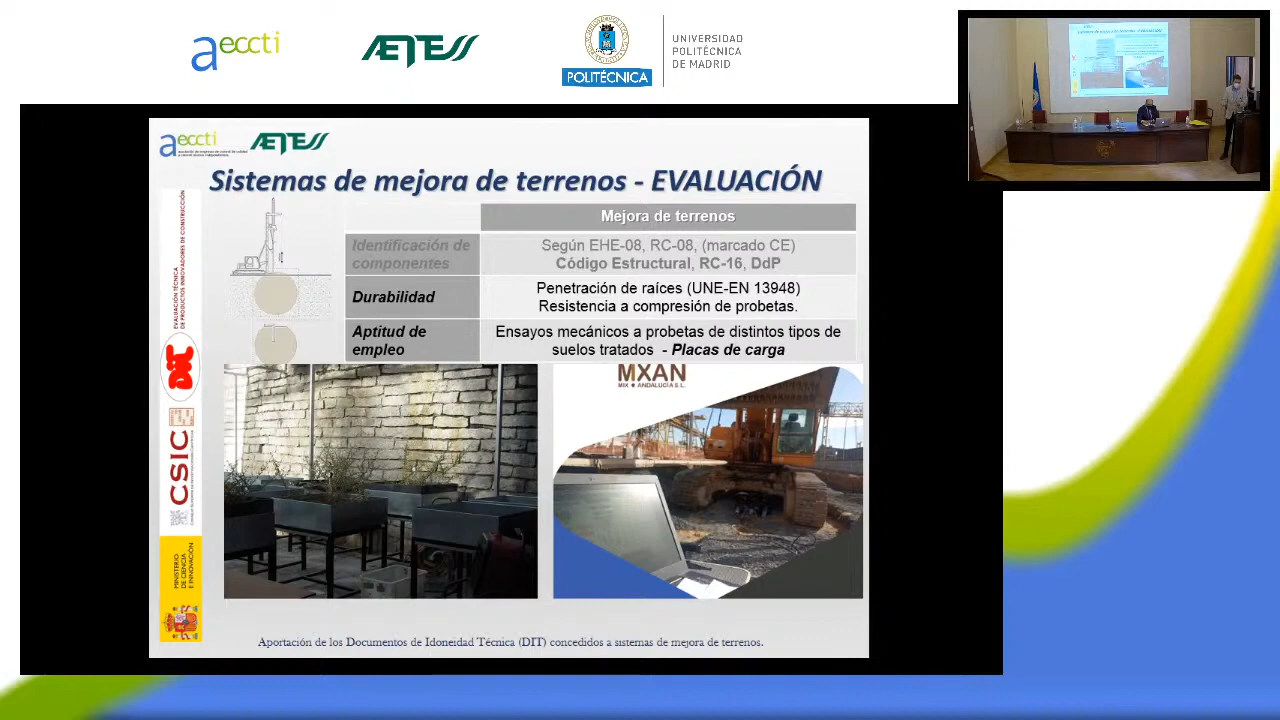 aeccti
AETESS
POLITÉCNICA
UNIVERSIDAD
POLITÉCNICA
DE MADRID
aeccti
AETESS
Sistemas de mejora de terrenos - EVALUACIÓN
Mejora de terrenos
Identificación de
componentes
Según EHE-08, RC-08, (marcado CE)
Código Estructural, RC-16, DdP
Durabilidad
Penetración de raíces (UNE-EN 13948)
Resistencia a compresión de probetas.
Aptitud de
empleo
Ensayos mecánicos a probetas de distintos tipos de
suelos tratados - Placas de carga
EVALUACIÓN TÉCNICA
DE PRODUCTOS INNOVADORES DE CONSTRUCCIÓN
DIT
CSIC
MINISTERIO
DE CIENCIA
E INNOVACIÓN
MXAN
MIX ANDALUCIA S.L.
Aportación de los Documentos de Idoneidad Técnica (DIT) concedidos a sistemas de mejora de terrenos.